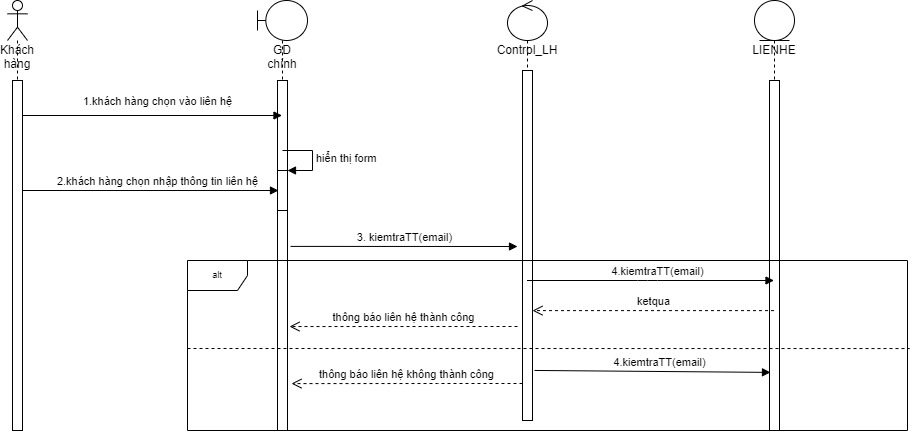 Khách
hàng
GD
chính
Control_LH
LIENHE
1.khách hàng chọn vào liên hệ
hiển thị form
2.khách hàng chọn nhập thông tin liên hệ
3. kiemtraTT(email)
alt
4.kiemtraTT(email)
ketqua
thông báo liên hệ thành công
4.kiemtraTT(email)
thông báo liên hệ không thành công